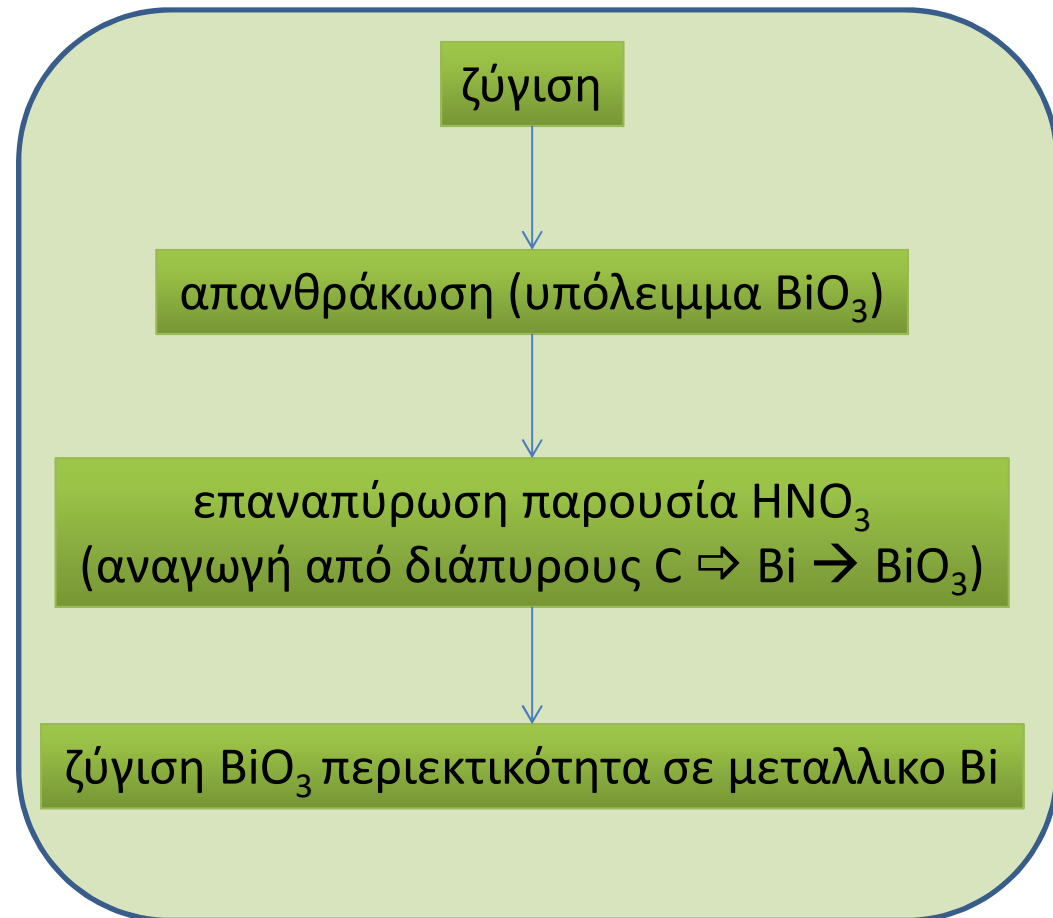 ζύγιση
απανθράκωση (υπόλειμμα BiO₃)
επαναπύρωση παρουσία HNO₃
(αναγωγή από διάπυρους C ⇨ Bi → BiO₃)
ζύγιση BiO₃ περιεκτικότητα σε μεταλλικο Bi